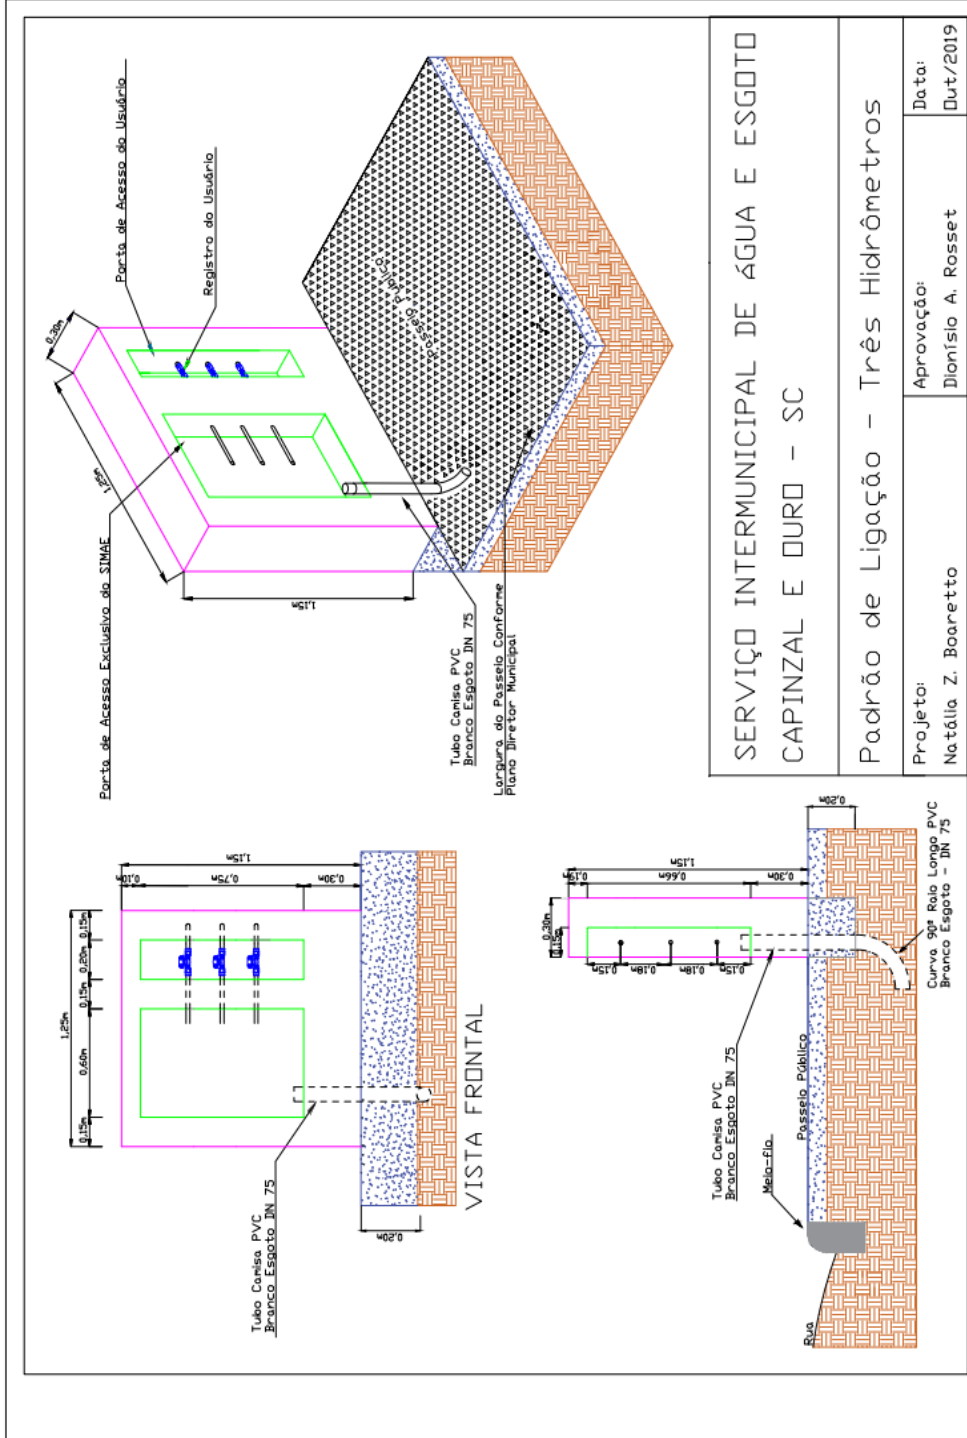 1,25m
0,15m
0,60m
0,15m
0,20m
0,15m
0,10m
0,75m
0,30m
1,15m
0,20m
Tubo Camisa PVC
Branco Esgoto DN 75
VISTA FRONTAL
Porta de Acesso Exclusivo do SIMAE
Porta de Acesso do Usuário
Registro do Usuário
1,25m
0,30m
1,15m
Passeio Público
Tubo Camisa PVC
Branco Esgoto DN 75
Largura do Passeio Conforme
Plano Diretor Municipal
0,30m
0,15m
0,19m
0,66m
0,30m
1,15m
0,15m
0,18m
0,18m
0,15m
0,20m
Tubo Camisa PVC
Branco Esgoto DN 75
Meio-fio
Passeio Público
Rua
Curva 90º Raio Longo PVC
Branco Esgoto - DN 75
SERVIÇO INTERMUNICIPAL DE ÁGUA E ESGOTO
CAPINZAL E OURO - SC
Padrão de Ligação - Três Hidrômetros
Projeto:
Natália Z. Boaretto
Aprovação:
Dionísio A. Rosset
Data:
Out/2019